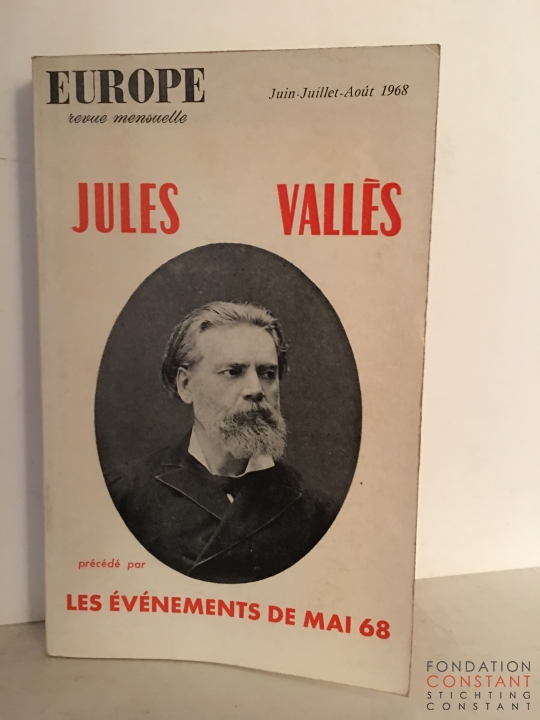 EUROPE
revue mensuelle
Juin-Juillet-Août 1968
JULES VALLÈS
précédé par
LES ÉVÉNEMENTS DE MAI 68
FONDATION
CONSTANT
STICHTING
CONSTANT